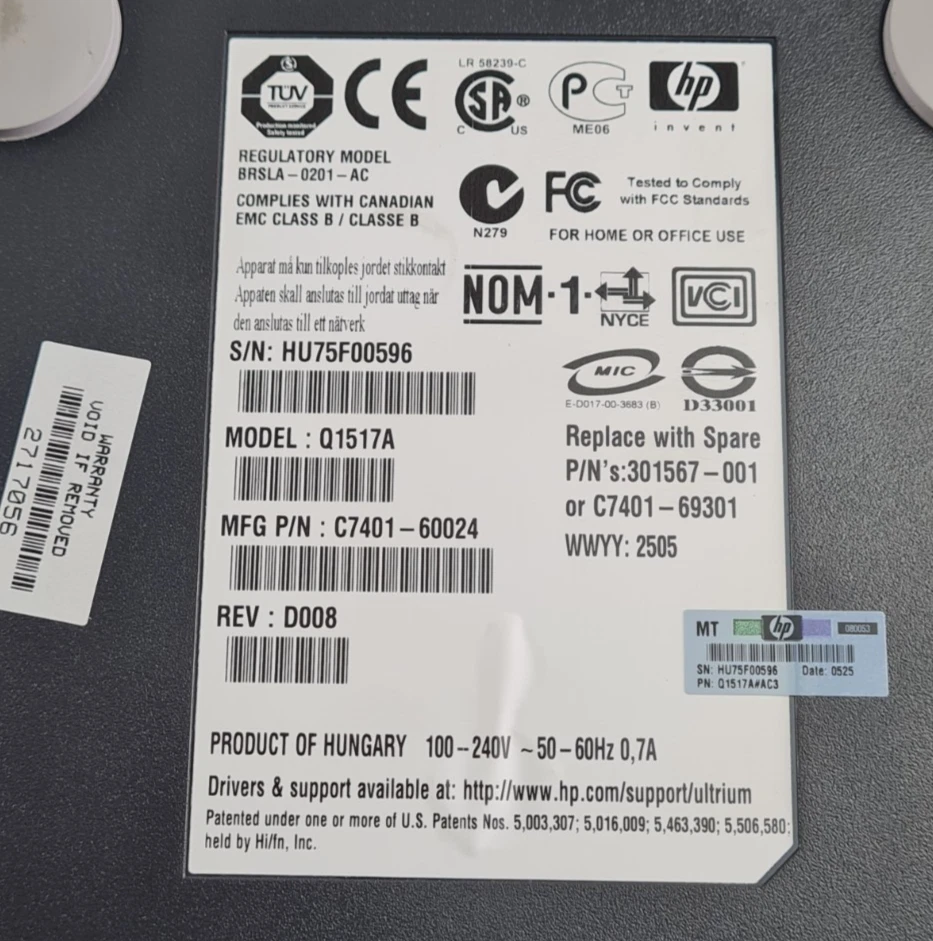 TÜV
PRODUCT SERVICE
Production monitored
Safety tested
CE
LR 58239-C
SA ®
C US
PCT
ME06
hp
invent
REGULATORY MODEL
BRSLA-0201-AC
COMPLIES WITH CANADIAN
EMC CLASS B / CLASSE B
N279
FC
Tested to Comply
with FCC Standards
FOR HOME OR OFFICE USE
Apparat må kun tilkoples jordet stikkontakt
Appaten skall anslutas till jordat uttag när
den anslutas till ett nätverk
NOM-1-
NYCE
VCI
S/N: HU75F00596
MIC
E-D017-00-3683 (B)
D33001
MODEL : Q1517A
MFG P/N : C7401-60024
REV : D008
Replace with Spare
P/N's:301567-001
or C7401-69301
WWYY: 2505
WARRANTY
VOID IF REMOVED
2717056
MT hp 080053
SN: HU75F00596 Date: 0525
PN: Q1517A#AC3
PRODUCT OF HUNGARY 100-240V ~50-60Hz 0,7A
Drivers & support available at: http://www.hp.com/support/ultrium
Patented under one or more of U.S. Patents Nos. 5,003,307; 5,016,009; 5,463,390; 5,506,580;
held by Hi/fn, Inc.